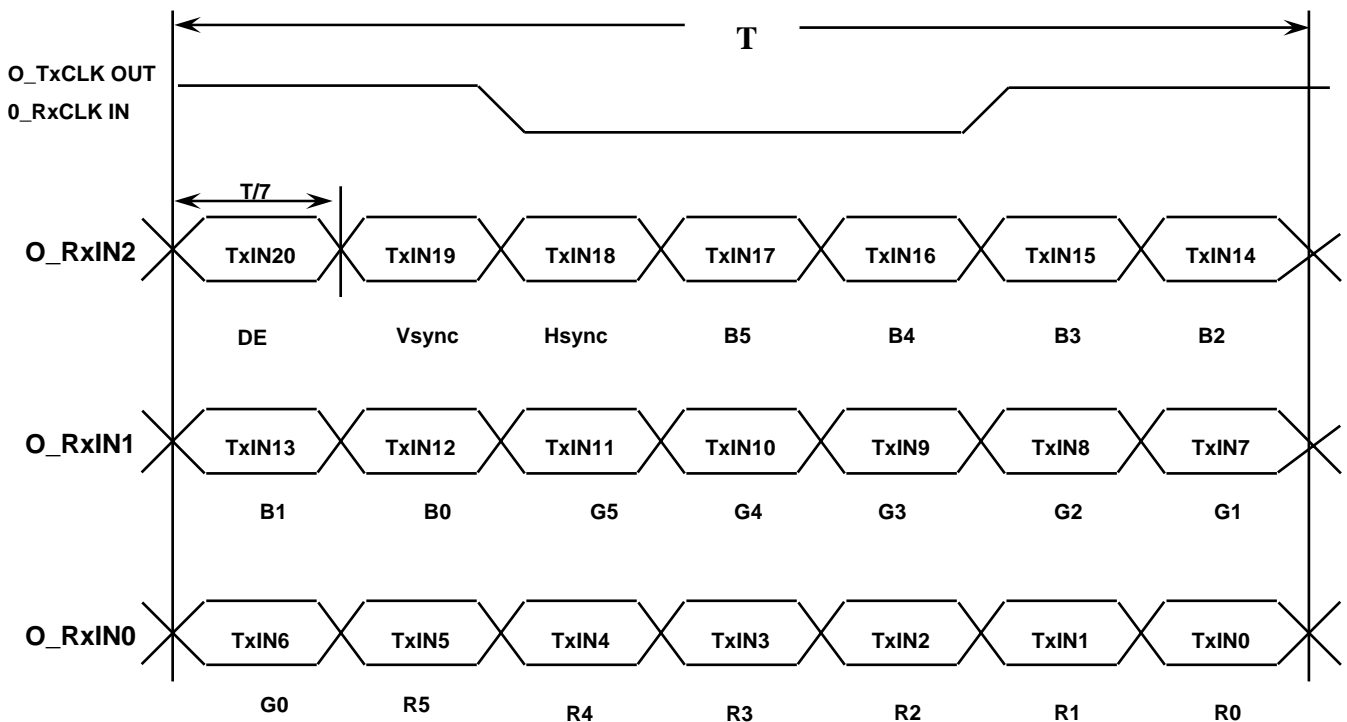 T
O_TxCLK OUT
0_RxCLK IN
T/7
O_RxIN2 TxIN20 TxIN19 TxIN18 TxIN17 TxIN16 TxIN15 TxIN14
DE Vsync Hsync B5 B4 B3 B2
O_RxIN1 TxIN13 TxIN12 TxIN11 TxIN10 TxIN9 TxIN8 TxIN7
B1 B0 G5 G4 G3 G2 G1
O_RxIN0 TxIN6 TxIN5 TxIN4 TxIN3 TxIN2 TxIN1 TxIN0
G0 R5 R4 R3 R2 R1 R0